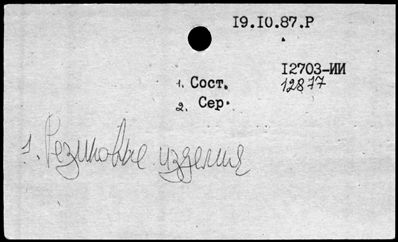 19.10.87.Р
12703-ИИ
12877
1. Сост.
2. Сер.
1. Резиновые изделия